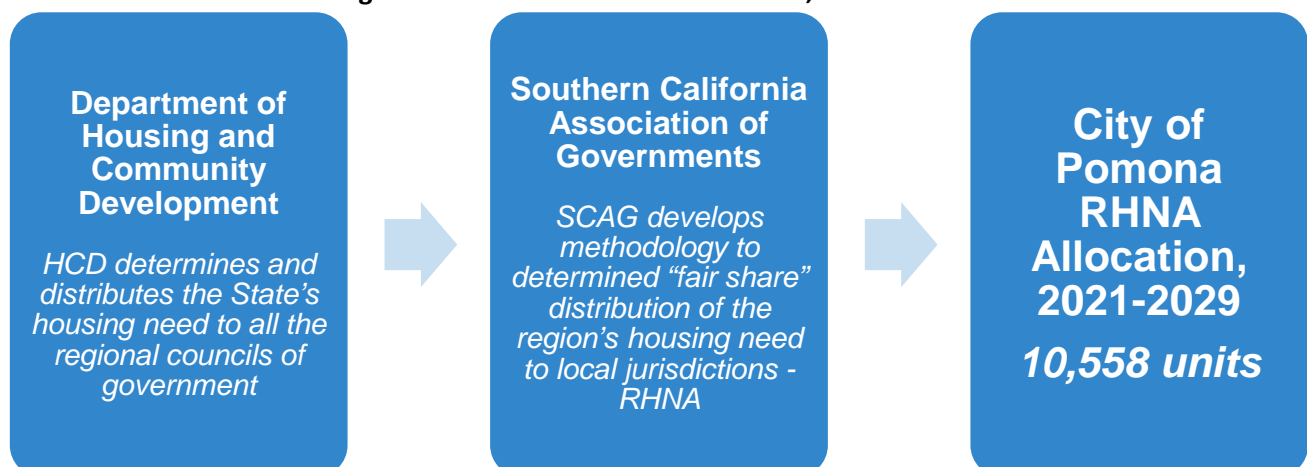 Department of
Housing and
Community
Development
HCD determines and
distributes the State's
housing need to all the
regional councils of
government
Southern California
Association of
Governments
SCAG develops
methodology to
determined “fair share”
distribution of the
region's housing need
to local jurisdictions -
RHNA
City of
Pomona
RHNA
Allocation,
2021-2029
10,558 units